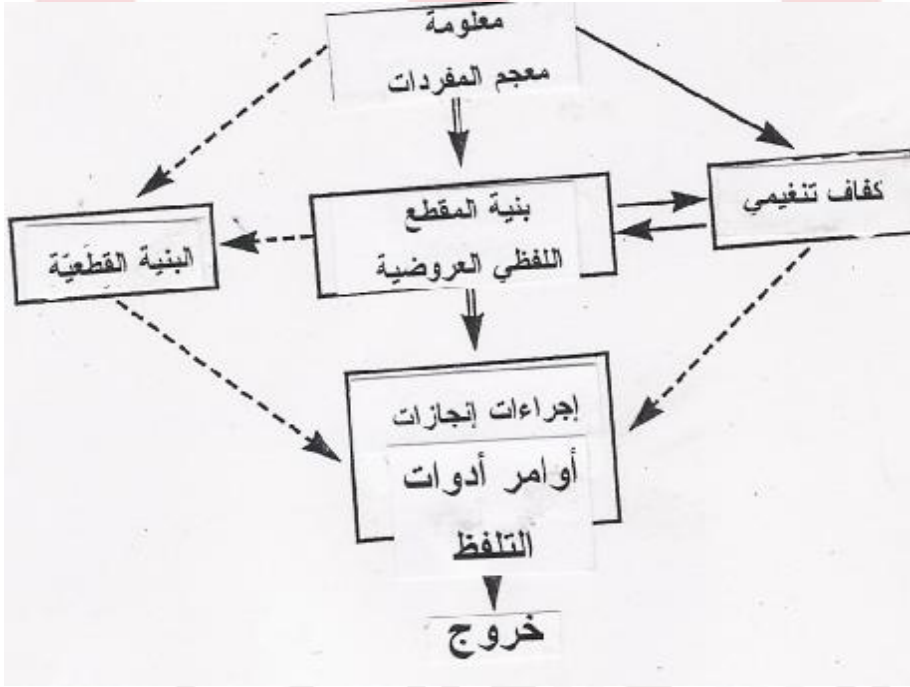 معلومة
معجم المفردات
كفاف تنغيمي
بنية المقطع
اللفظي العروضية
البنية القطعيّة
إجراءات إنجازات
أوامر أدوات
التلفظ
خروج